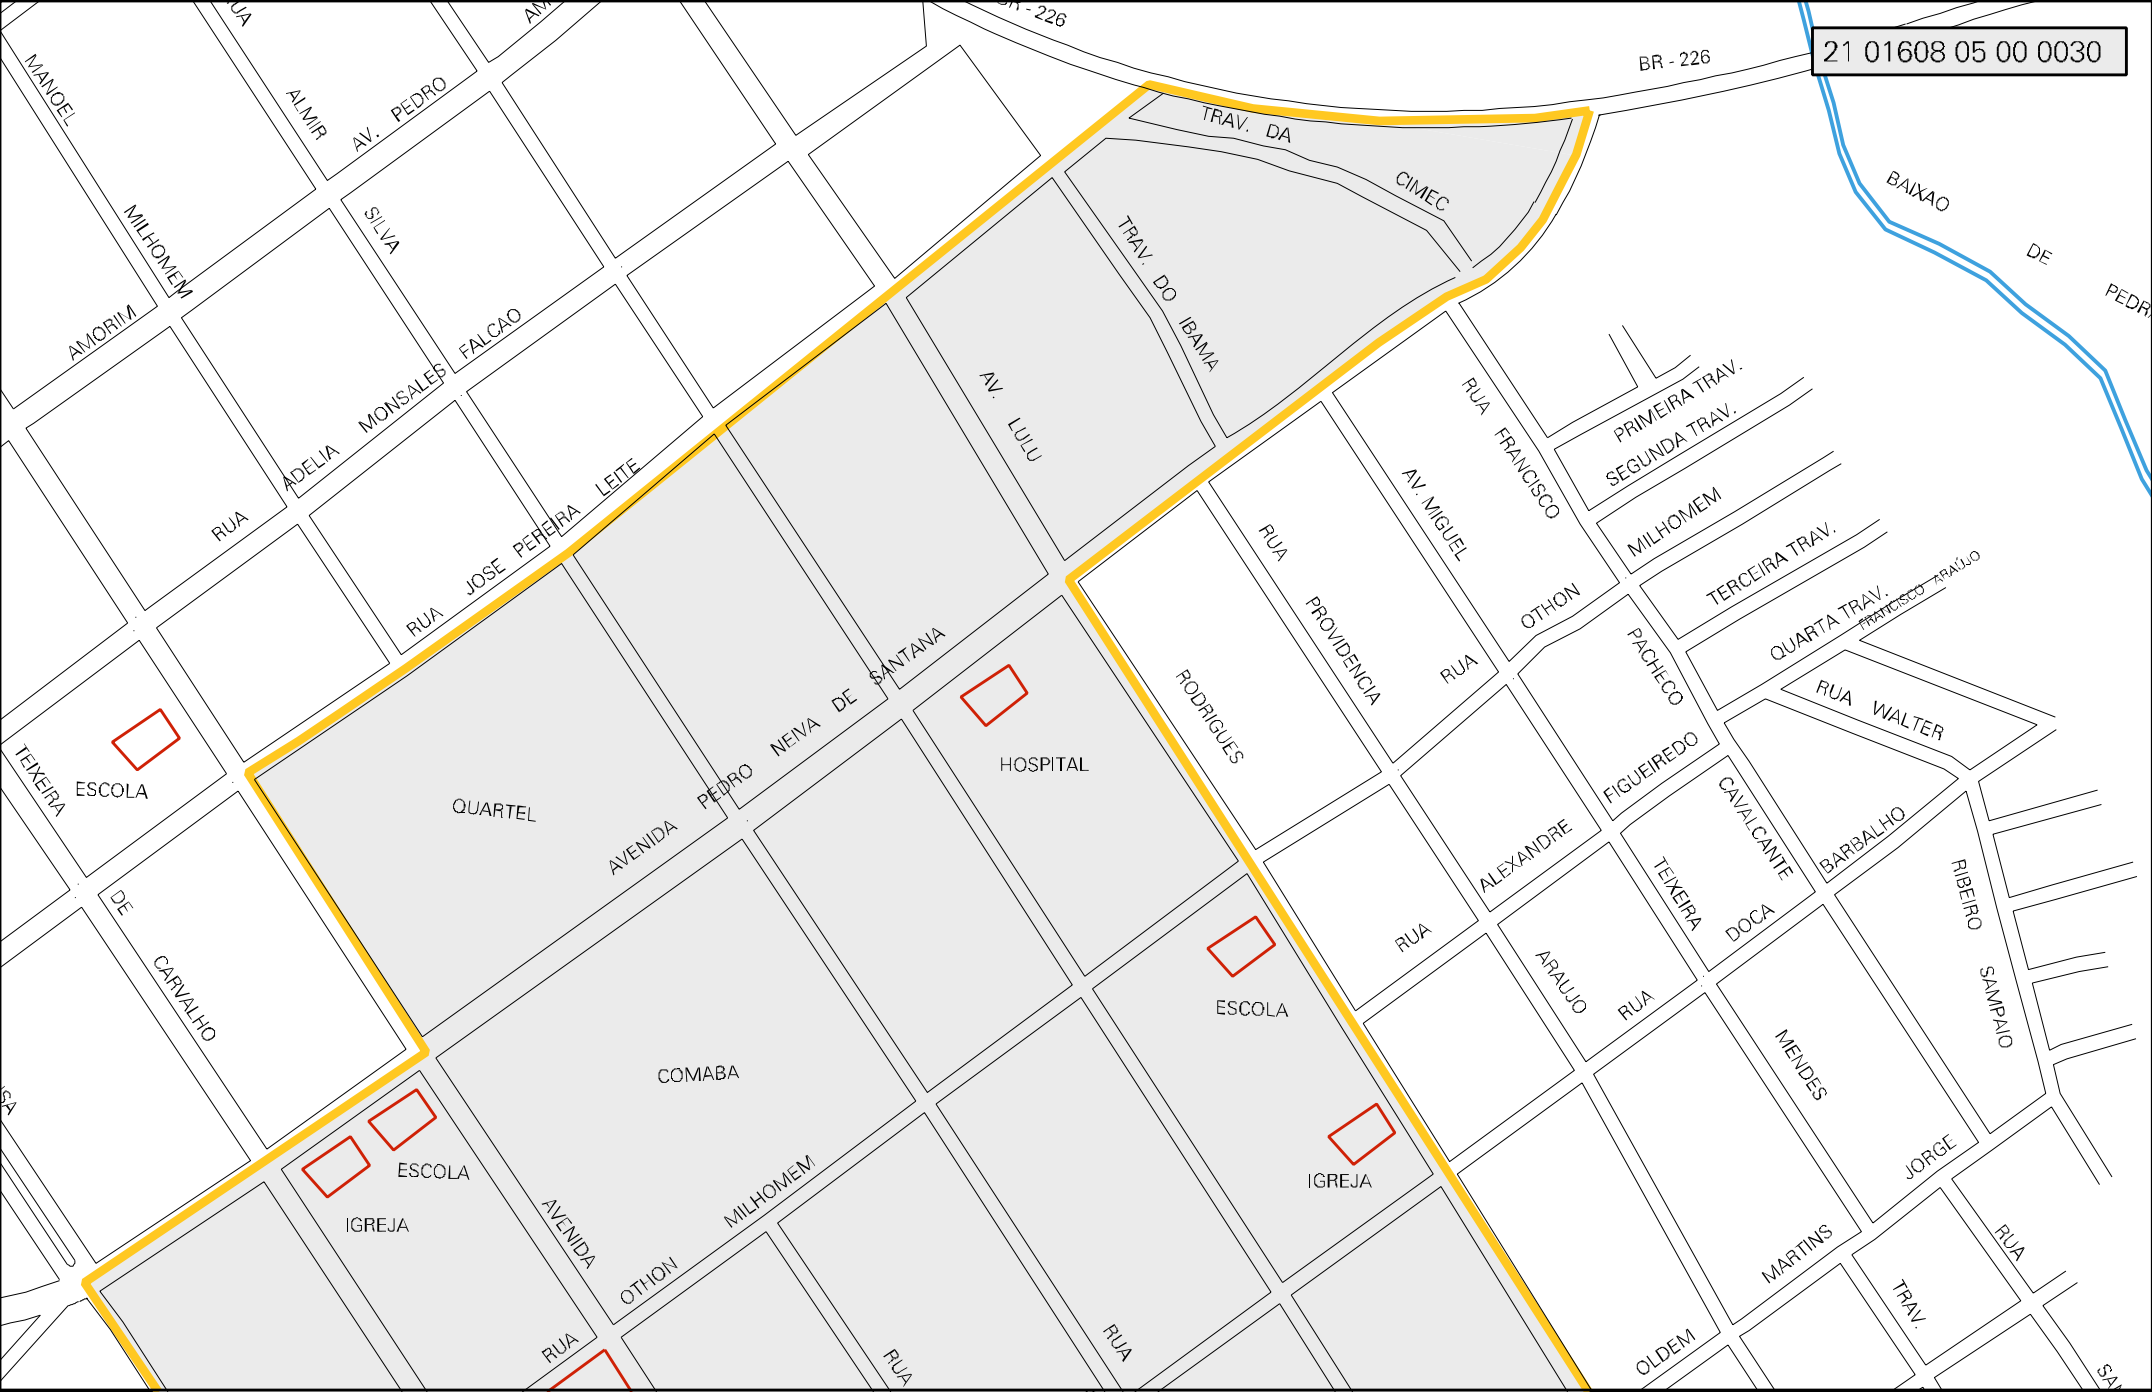 BR - 226
BR - 226
21 01608 05 00 0030
MANOEL
MILHOMEM
ALMIR
SILVA
AV. PEDRO
AMORIM
TRAV. DA
CIMEC
BAIXAO
DE
TRAV. DO IBAMA
RUA ADELIA MONSALES FALCAO
RUA JOSE PEREIRA LEITE
AV. LULU
RUA FRANCISCO
PACHECO
CAVALCANTE
PRIMEIRA TRAV.
SEGUNDA TRAV.
MILHOMEM
TERCEIRA TRAV.
QUARTA TRAV.
FRANCISCO ARAÚJO
AV. MIGUEL
RUA OTHON
RUA PROVIDENCIA
RODRIGUES
RUA WALTER
RIBEIRO
SAMPAIO
ESCOLA
TEIXEIRA
DE
CARVALHO
QUARTEL
AVENIDA PEDRO NEIVA DE SANTANA
HOSPITAL
RUA ALEXANDRE FIGUEIREDO
TEIXEIRA
MENDES
RUA DOCA BARBALHO
ARAUJO
ESCOLA
COMABA
IGREJA
ESCOLA
IGREJA
AVENIDA
RUA OTHON MILHOMEM
RUA
RUA
OLDEM MARTINS JORGE
TRAV.
RUA